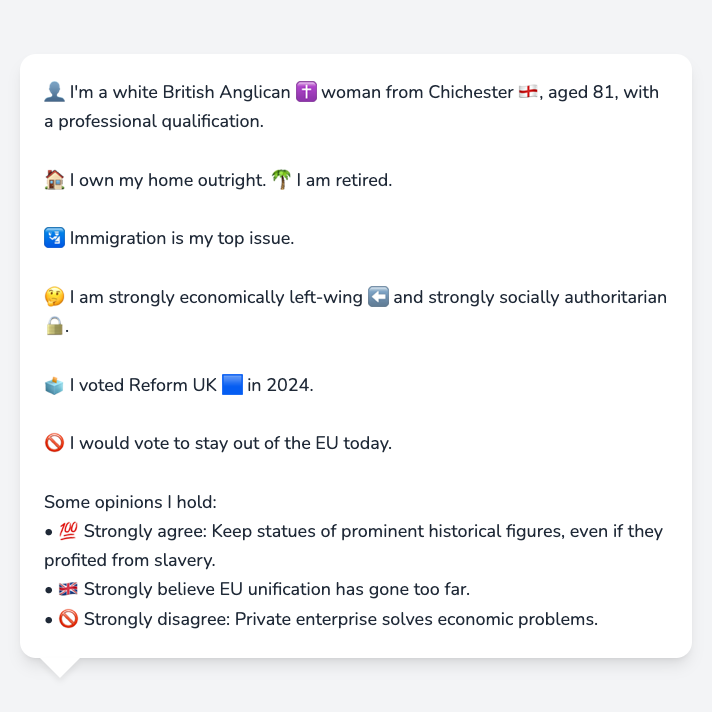 👤 I'm a white British Anglican ✝️ woman from Chichester 🏴󠁧󠁢󠁥󠁮󠁧󠁿, aged 81, with
a professional qualification.
🏠 I own my home outright. 🌴 I am retired.
🛂 Immigration is my top issue.
🤔 I am strongly economically left-wing ⬅️ and strongly socially authoritarian
🔒.
🗳️ I voted Reform UK 🟦 in 2024.
🚫 I would vote to stay out of the EU today.
Some opinions I hold:
• 💯 Strongly agree: Keep statues of prominent historical figures, even if they
profited from slavery.
• 🇬🇧 Strongly believe EU unification has gone too far.
• 🚫 Strongly disagree: Private enterprise solves economic problems.